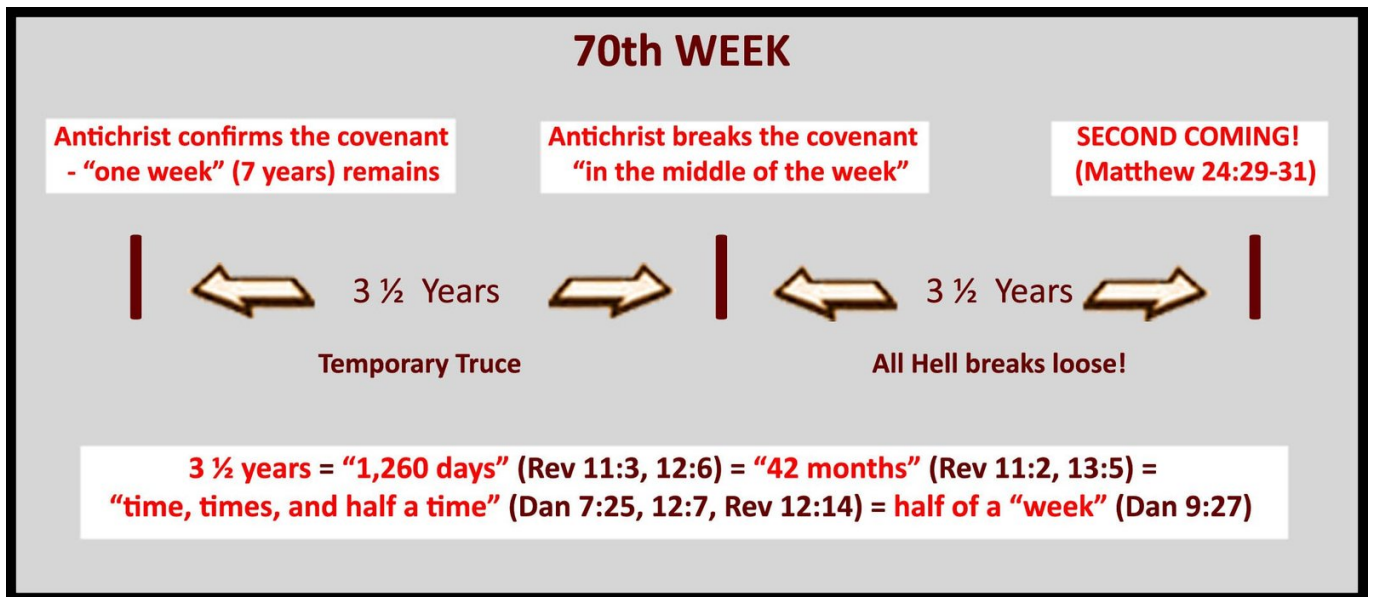 70th WEEK
Antichrist confirms the covenant
- “one week” (7 years) remains
Antichrist breaks the covenant
“in the middle of the week”
SECOND COMING!
(Matthew 24:29-31)
3 ½ Years
3 ½ Years
Temporary Truce
All Hell breaks loose!
3 ½ years = “1,260 days” (Rev 11:3, 12:6) = “42 months” (Rev 11:2, 13:5) =
“time, times, and half a time” (Dan 7:25, 12:7, Rev 12:14) = half of a “week” (Dan 9:27)